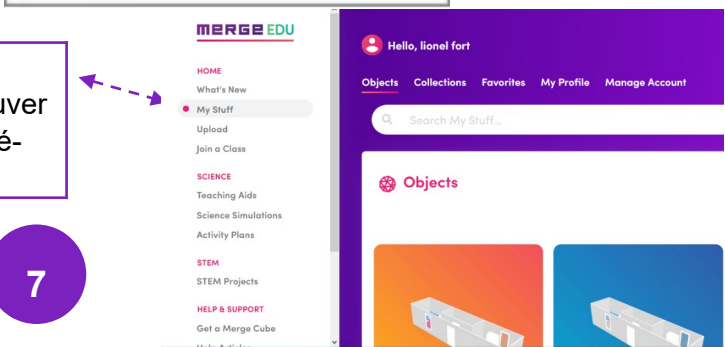 uver
é-
7
MERGE EDU
HOME
What's New
My Stuff
Upload
Join a Class
SCIENCE
Teaching Aids
Science Simulations
Activity Plans
STEM
STEM Projects
HELP & SUPPORT
Get a Merge Cube
Help Articles
Hello, lionel fort
Objects Collections Favorites My Profile Manage Account
Search My Stuff...
Objects